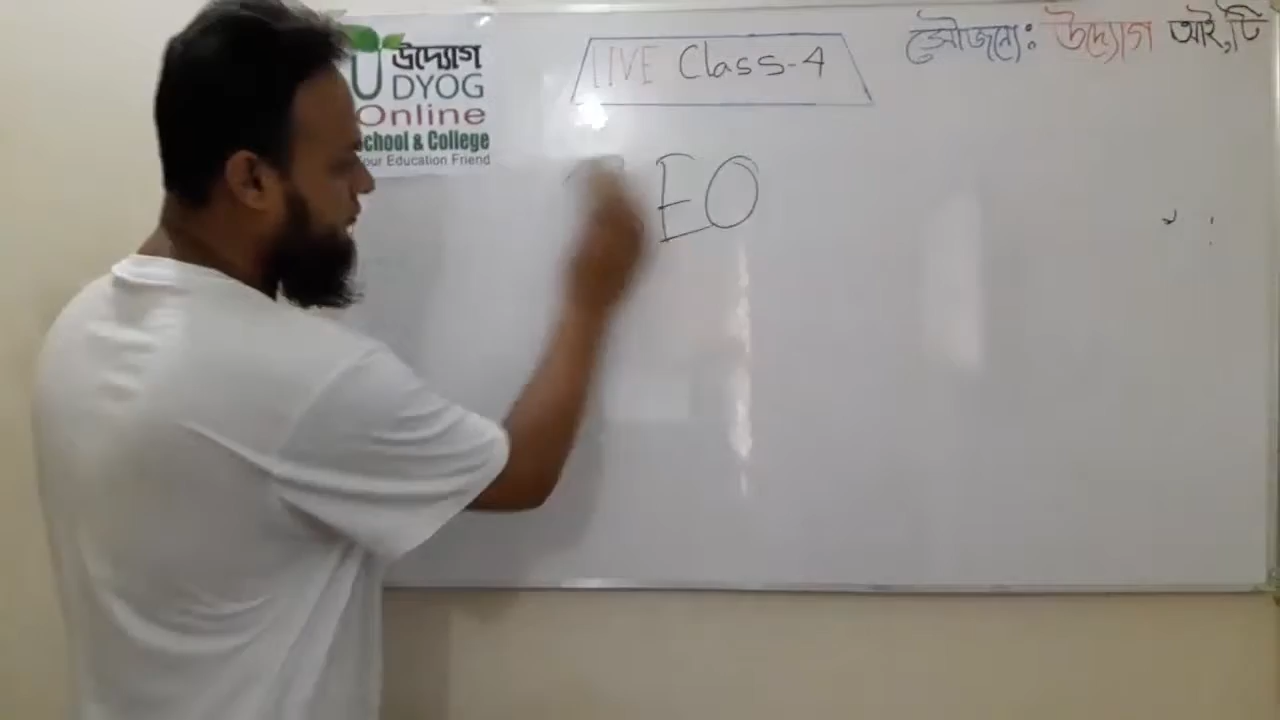 উদ্যোগ
DYOG
Online
chool & College
our Education Friend
LIVE Class-4
সৌজন্যে: উদ্যোগ আই,টি
EO